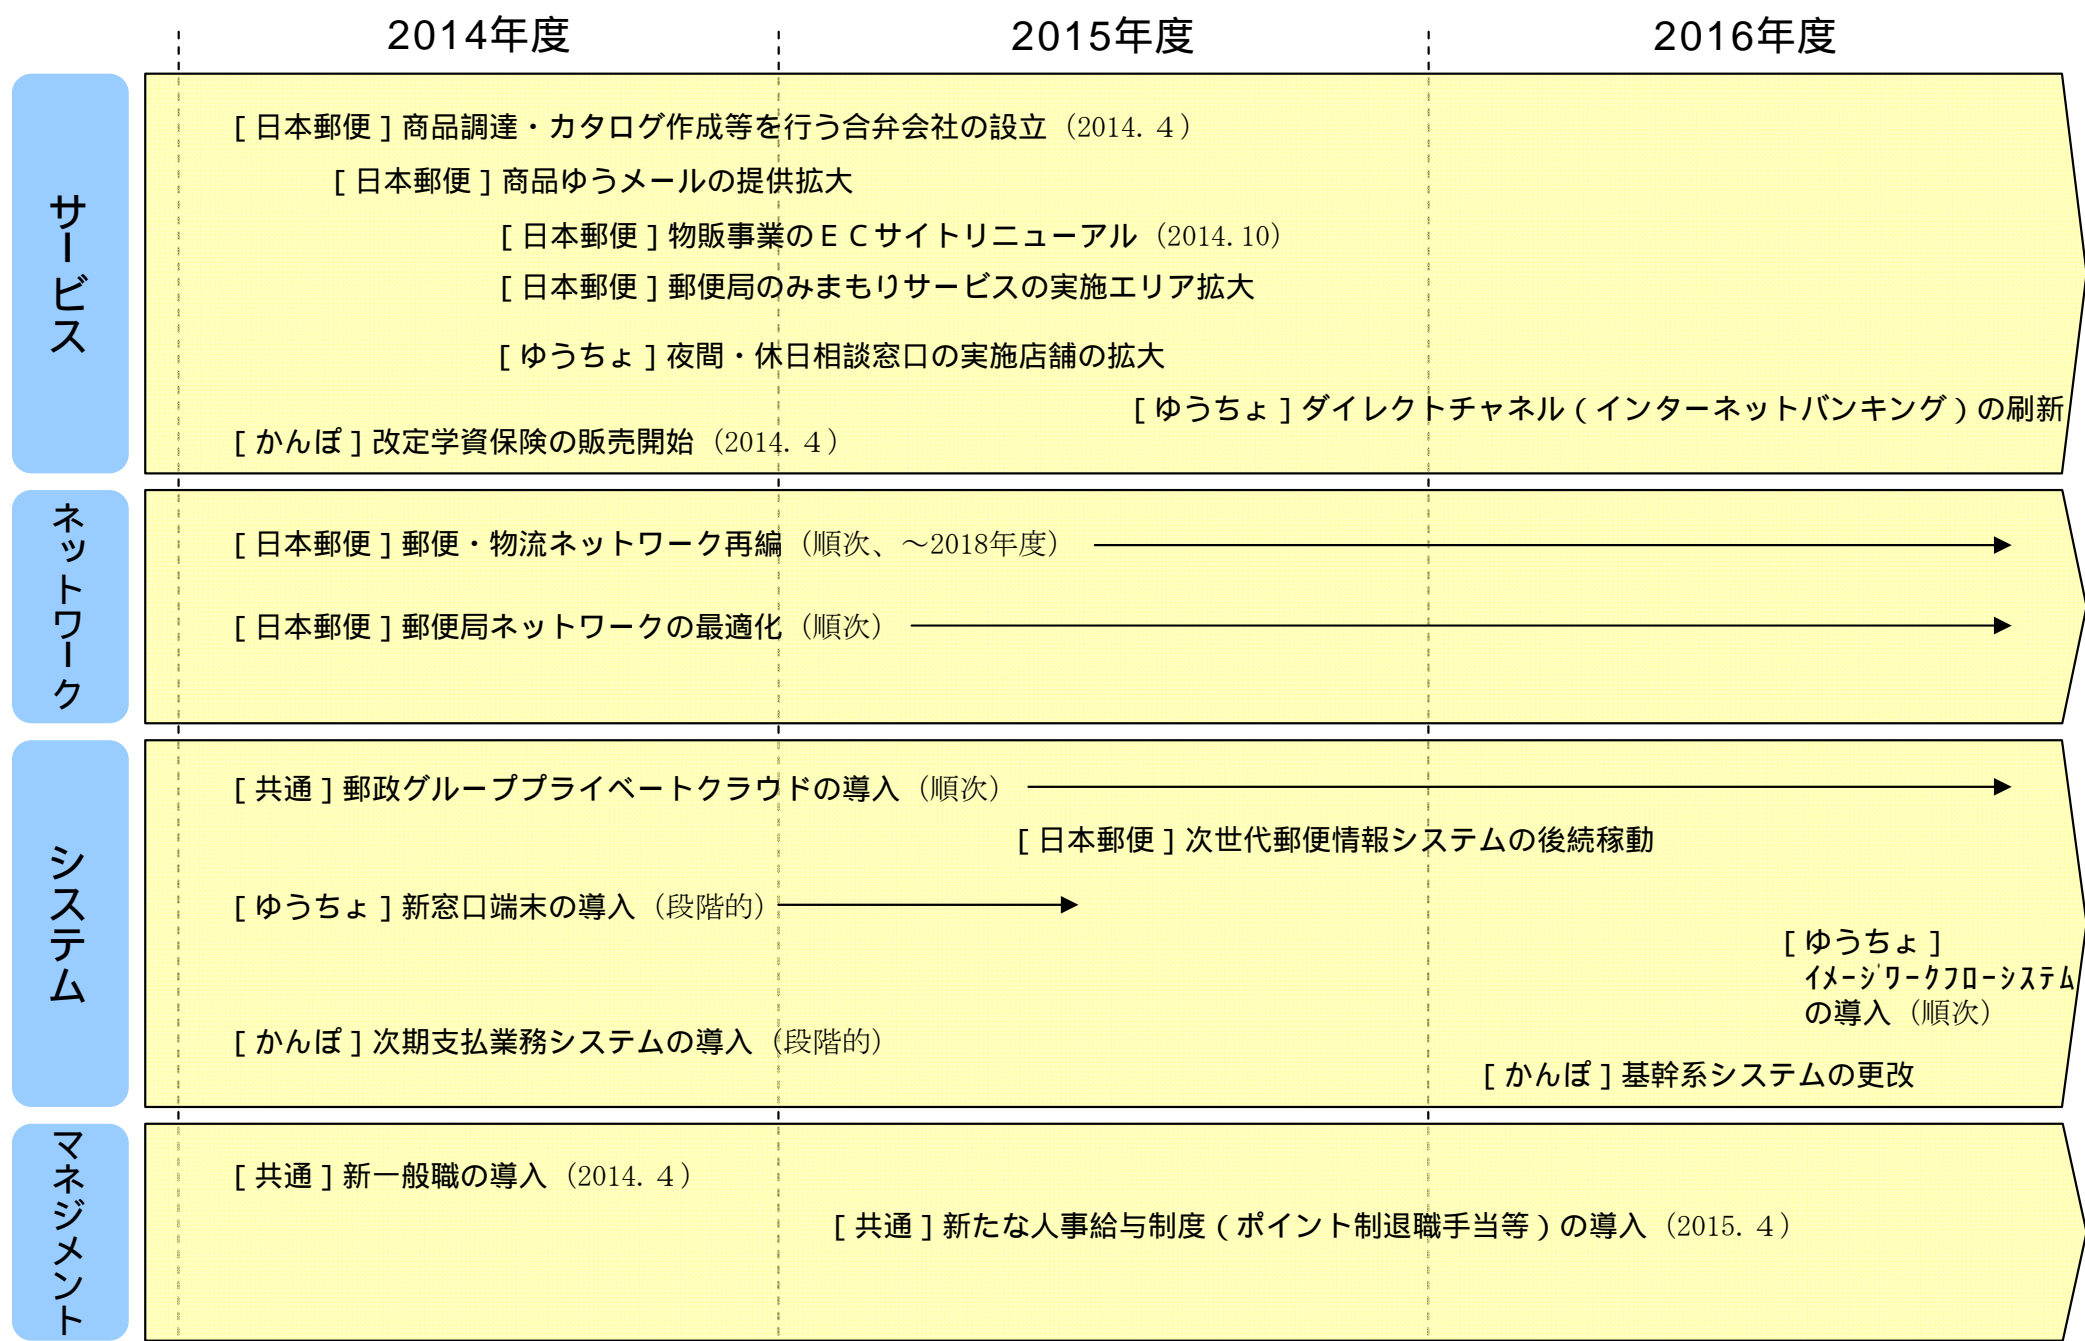 2014年度
2015年度
2016年度
サービス
［日本郵便］商品調達・カタログ作成等を行う合弁会社の設立（2014.４）
［日本郵便］商品ゆうメールの提供拡大
［日本郵便］物販事業のＥＣサイトリニューアル（2014.10）
［日本郵便］郵便局のみまもりサービスの実施エリア拡大
［ゆうちょ］夜間・休日相談窓口の実施店舗の拡大
［ゆうちょ］ダイレクトチャネル（インターネットバンキング）の刷新
［かんぽ］改定学資保険の販売開始（2014.４）
ネットワーク
［日本郵便］郵便・物流ネットワーク再編（順次、～2018年度）
［日本郵便］郵便局ネットワークの最適化（順次）
システム
［共通］郵政グループプライベートクラウドの導入（順次）
［日本郵便］次世代郵便情報システムの後続稼動
［ゆうちょ］新窓口端末の導入（段階的）
［ゆうちょ］
ｲﾒｰｼﾞﾜｰｸﾌﾛｰｼｽﾃﾑ
の導入（順次）
［かんぽ］次期支払業務システムの導入（段階的）
［かんぽ］基幹系システムの更改
マネジメント
［共通］新一般職の導入（2014.４）
［共通］新たな人事給与制度（ポイント制退職手当等）の導入（2015.４）